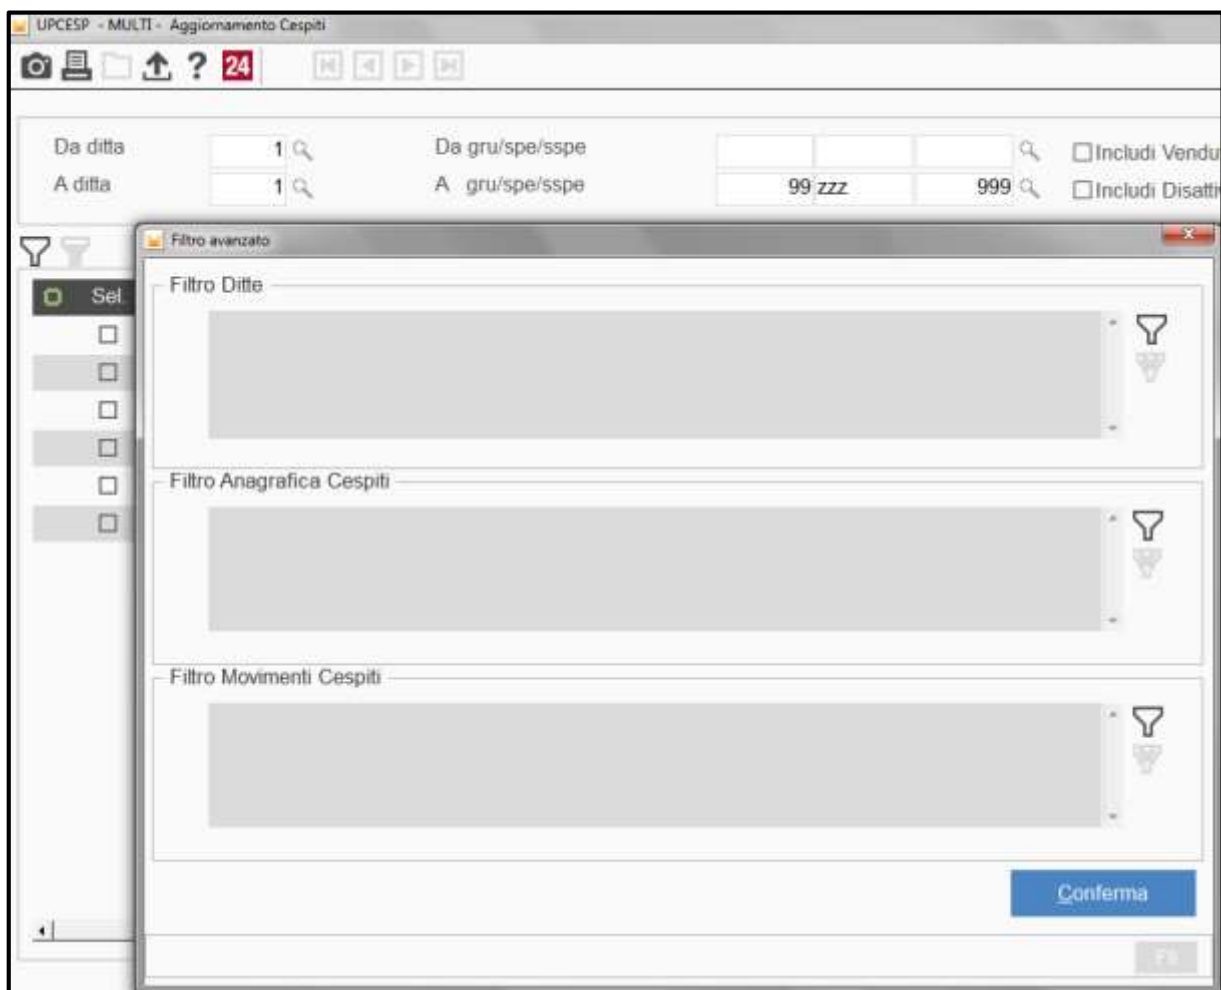 UPCESP - MULTI - Aggiornamento Cespiti
? 24
Da ditta 1 Da gru/spe/sspe Includi Vendu
A ditta 1 A gru/spe/sspe 99 zzz 999 Includi Disatti
Filtro avanzato
Sel.
Filtro Ditte
Filtro Anagrafica Cespiti
Filtro Movimenti Cespiti
Conferma